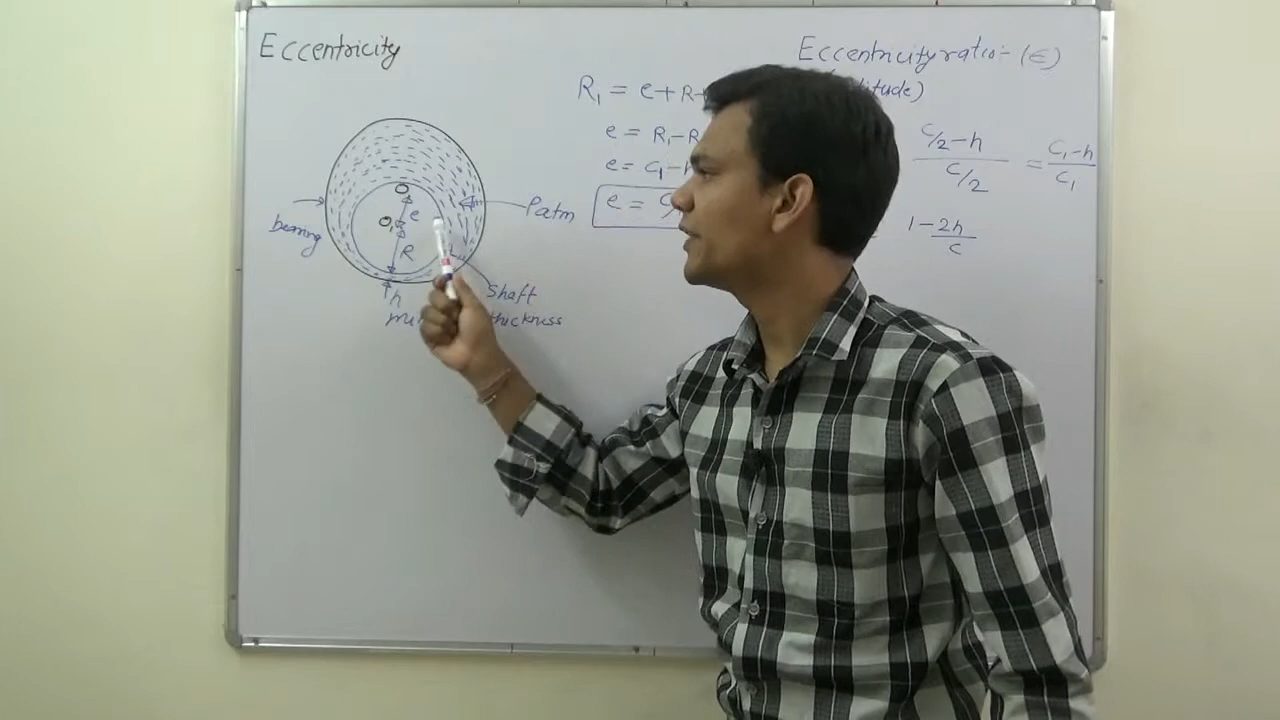 Eccentricity
Eccentricity ratio:- (∈)
R₁ = e + R +
e = R₁ - R
e = C₁ - h
e = C/
C/2 - h
C/2
= C₁ - h
C₁
1 - 2h
C
O
e
O₁
R
bearing
Patm
Shaft
h
thickness